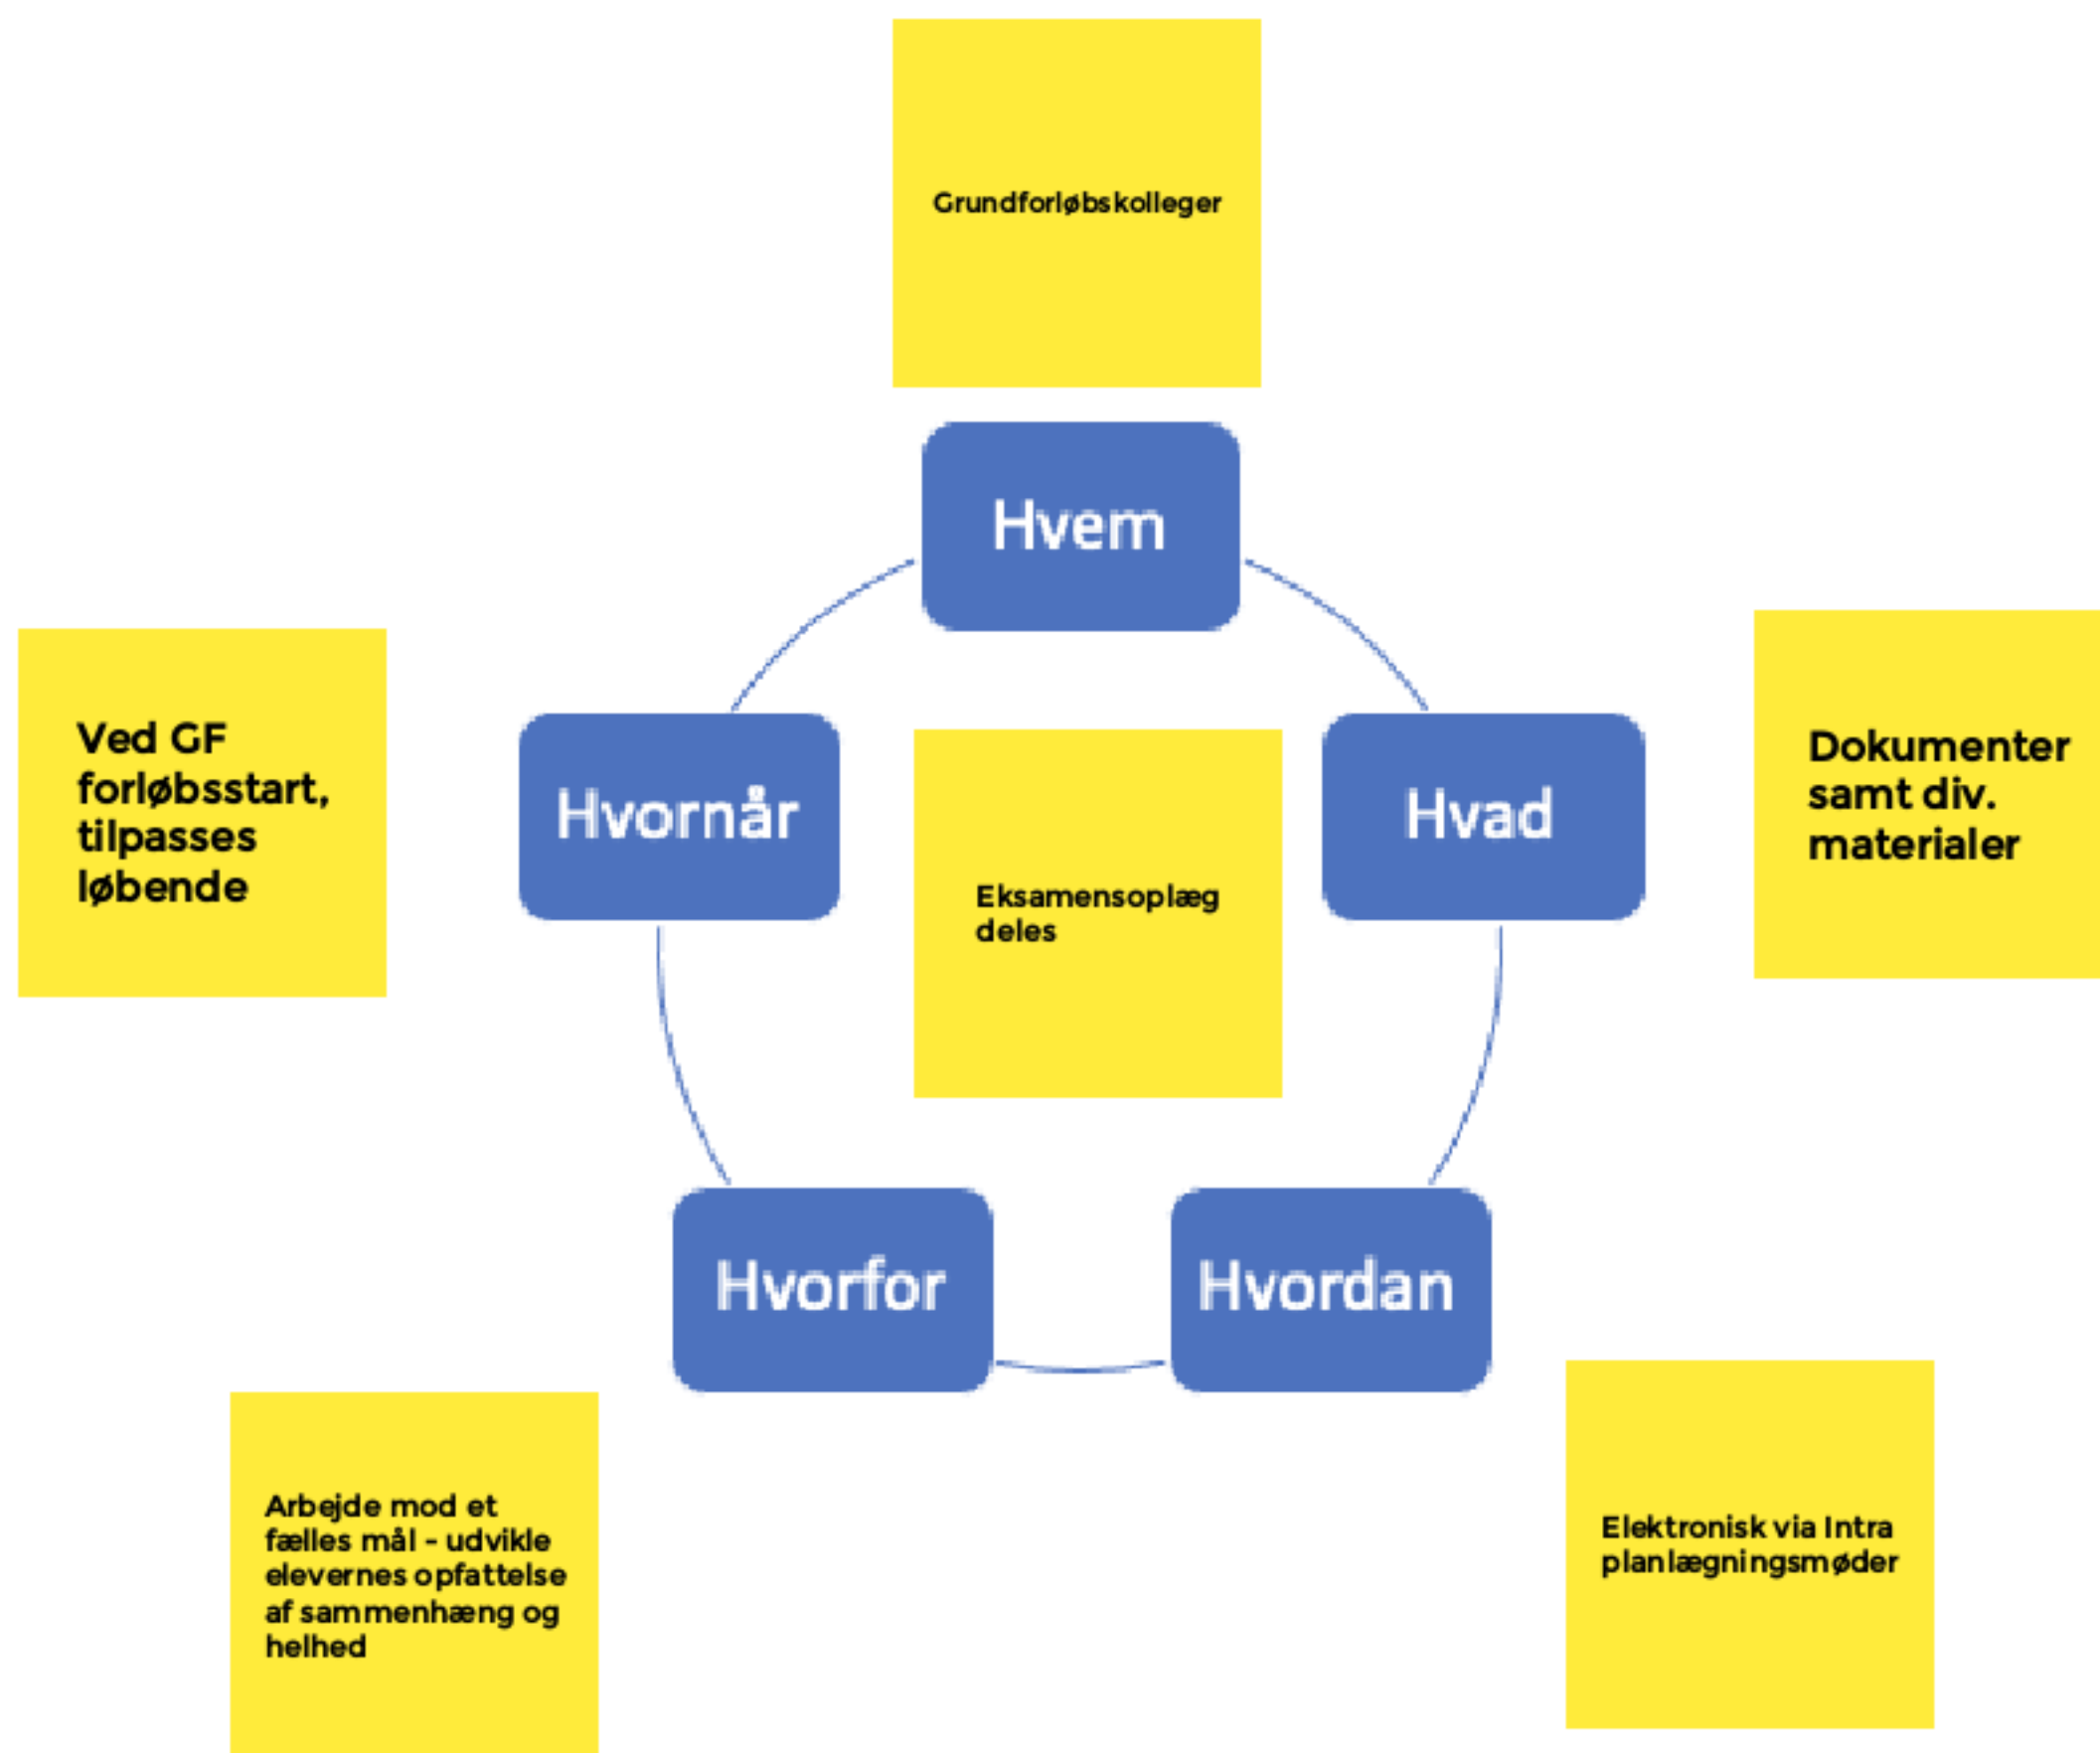 Grundforløbskolleger
Hvem
Ved GF
forløbsstart,
tilpasses
løbende
Hvornår
Eksamensoplæg
deles
Hvad
Dokumenter
samt div.
materialer
Hvorfor
Hvordan
Arbejde mod et
fælles mål - udvikle
elevernes opfattelse
af sammenhæng og
helhed
Elektronisk via Intra
planlægningsmøder